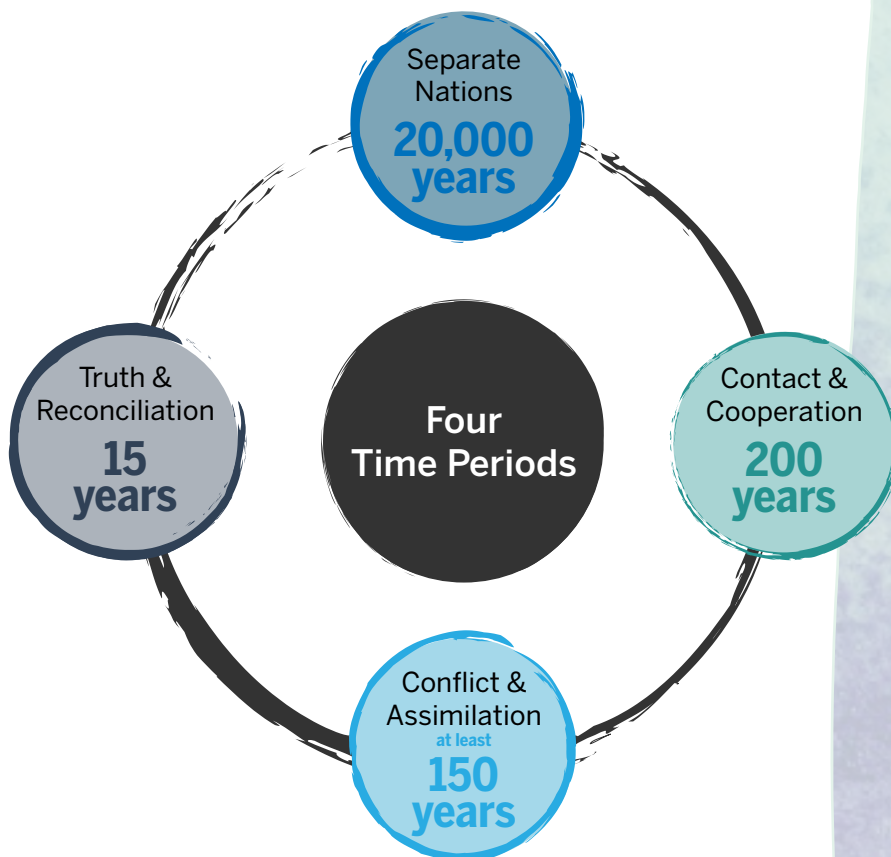 Separate
Nations
20,000
years
Contact &
Cooperation
200
years
Conflict &
Assimilation
at least
150
years
Truth &
Reconciliation
15
years
Four
Time Periods